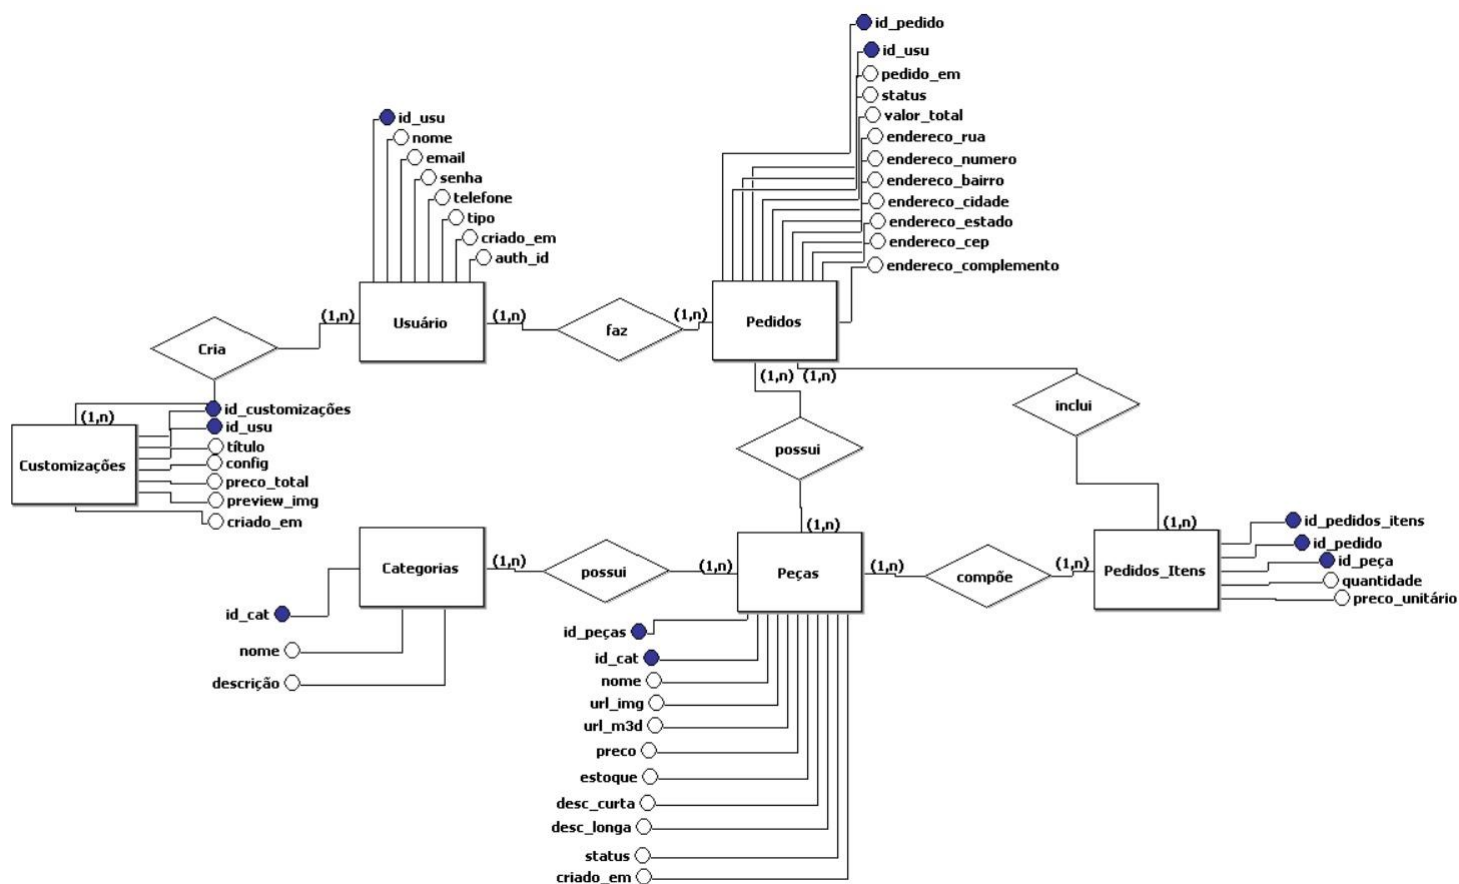 id_pedido
id_usu
pedido_em
status
valor_total
endereco_rua
endereco_numero
endereco_bairro
endereco_cidade
endereco_estado
endereco_cep
endereco_complemento
id_usu
nome
email
senha
telefone
tipo
criado_em
auth_id
Cria
(1,n)
Usuário
(1,n)
faz
(1,n)
Pedidos
(1,n)
(1,n)
inclui
possui
(1,n)
Customizações
id_customizações
id_usu
título
config
preco_total
preview_img
criado_em
Categorias
(1,n)
possui
(1,n)
(1,n)
Peças
(1,n)
compõe
(1,n)
(1,n)
Pedidos_Itens
id_pedidos_itens
id_pedido
id_peça
quantidade
preco_unitário
id_cat
nome
descrição
id_peças
id_cat
nome
url_img
url_m3d
preco
estoque
desc_curta
desc_longa
status
criado_em